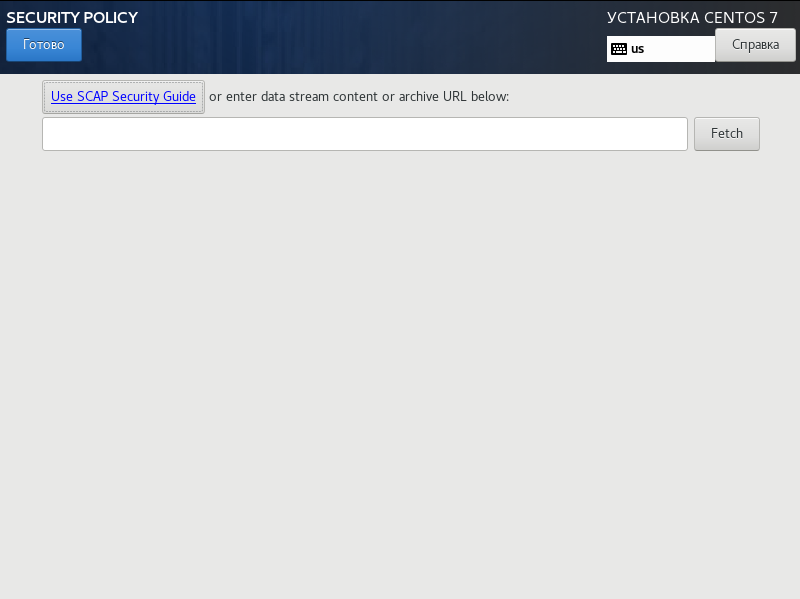 SECURITY POLICY
УСТАНОВКА CENTOS 7
Готово
us
Справка
Use SCAP Security Guide or enter data stream content or archive URL below:
Fetch